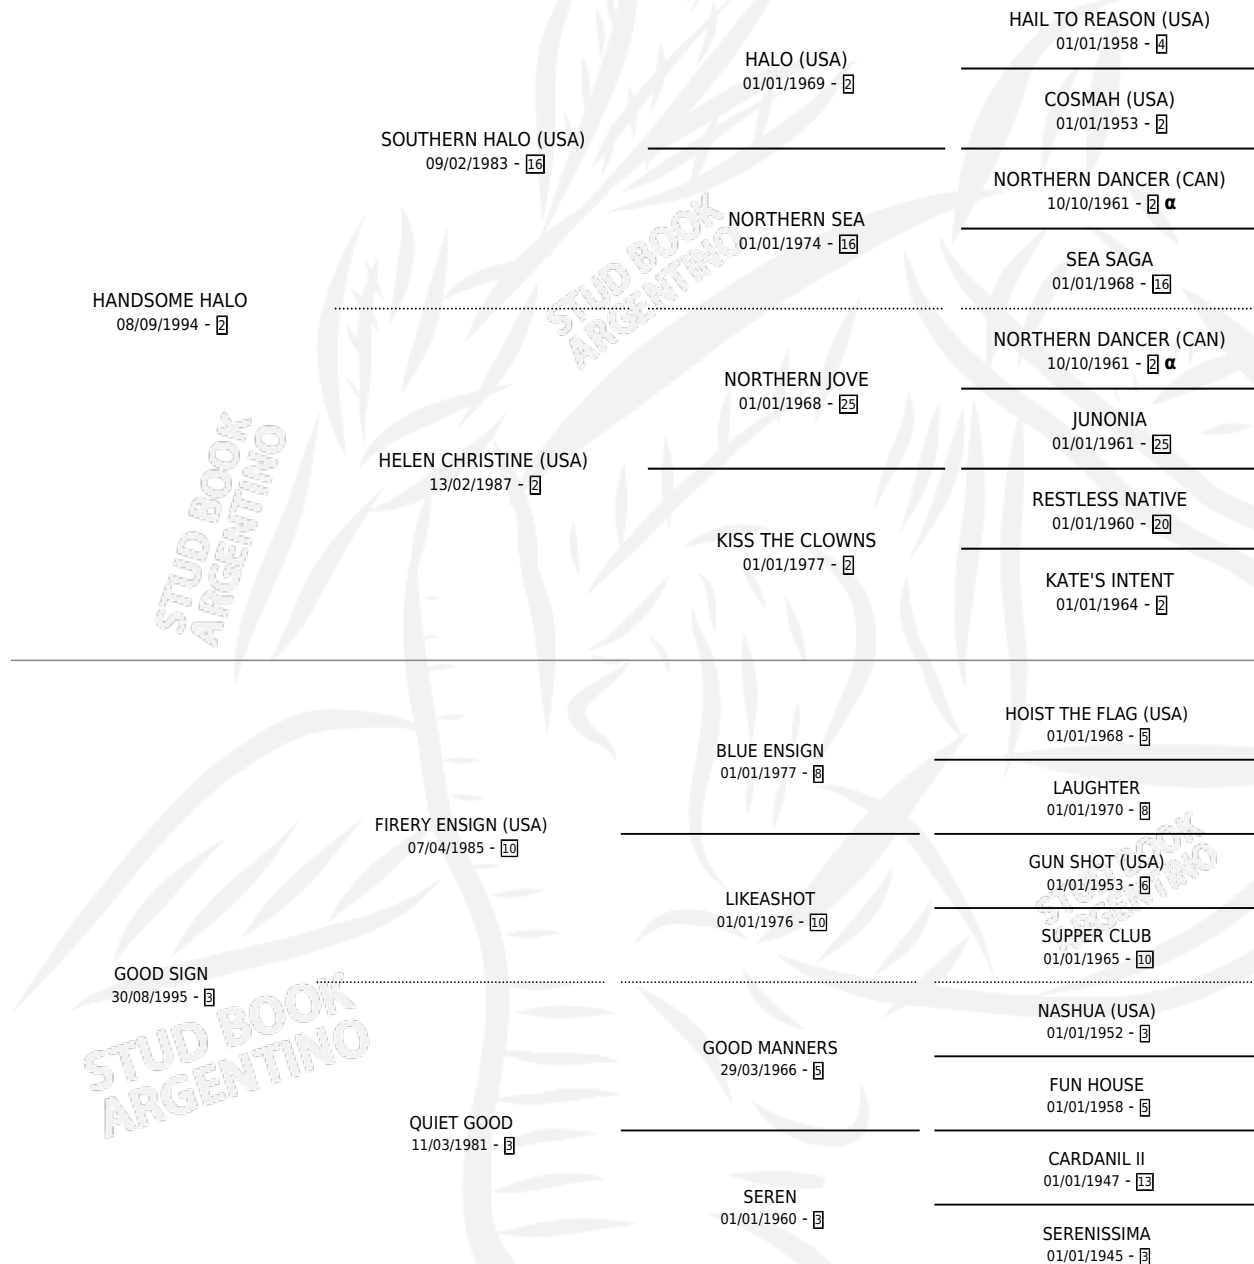 HAIL TO REASON (USA)
01/01/1958 - 4
HALO (USA)
01/01/1969 - 2
COSMAH (USA)
01/01/1953 - 2
SOUTHERN HALO (USA)
09/02/1983 - 16
NORTHERN DANCER (CAN)
10/10/1961 - 2 α
NORTHERN SEA
01/01/1974 - 16
SEA SAGA
01/01/1968 - 16
HANDSOME HALO
08/09/1994 - 2
NORTHERN DANCER (CAN)
10/10/1961 - 2 α
NORTHERN JOVE
01/01/1968 - 25
JUNONIA
01/01/1961 - 25
HELEN CHRISTINE (USA)
13/02/1987 - 2
RESTLESS NATIVE
01/01/1960 - 20
KISS THE CLOWNS
01/01/1977 - 2
KATE'S INTENT
01/01/1964 - 2
HOIST THE FLAG (USA)
01/01/1968 - 5
BLUE ENSIGN
01/01/1977 - 8
LAUGHTER
01/01/1970 - 8
FIRERY ENSIGN (USA)
07/04/1985 - 10
GUN SHOT (USA)
01/01/1953 - 6
LIKEASHOT
01/01/1976 - 10
SUPPER CLUB
01/01/1965 - 10
GOOD SIGN
30/08/1995 - 3
NASHUA (USA)
01/01/1952 - 3
GOOD MANNERS
29/03/1966 - 5
FUN HOUSE
01/01/1958 - 5
QUIET GOOD
11/03/1981 - 3
CARDANIL II
01/01/1947 - 13
SEREN
01/01/1960 - 3
SERENISSIMA
01/01/1945 - 3
STUD BOOK
ARGENTINO
STUD BOOK
ARGENTINO
STUD BOOK
ARGENTINO
STUD BOOK
ARGENTINO